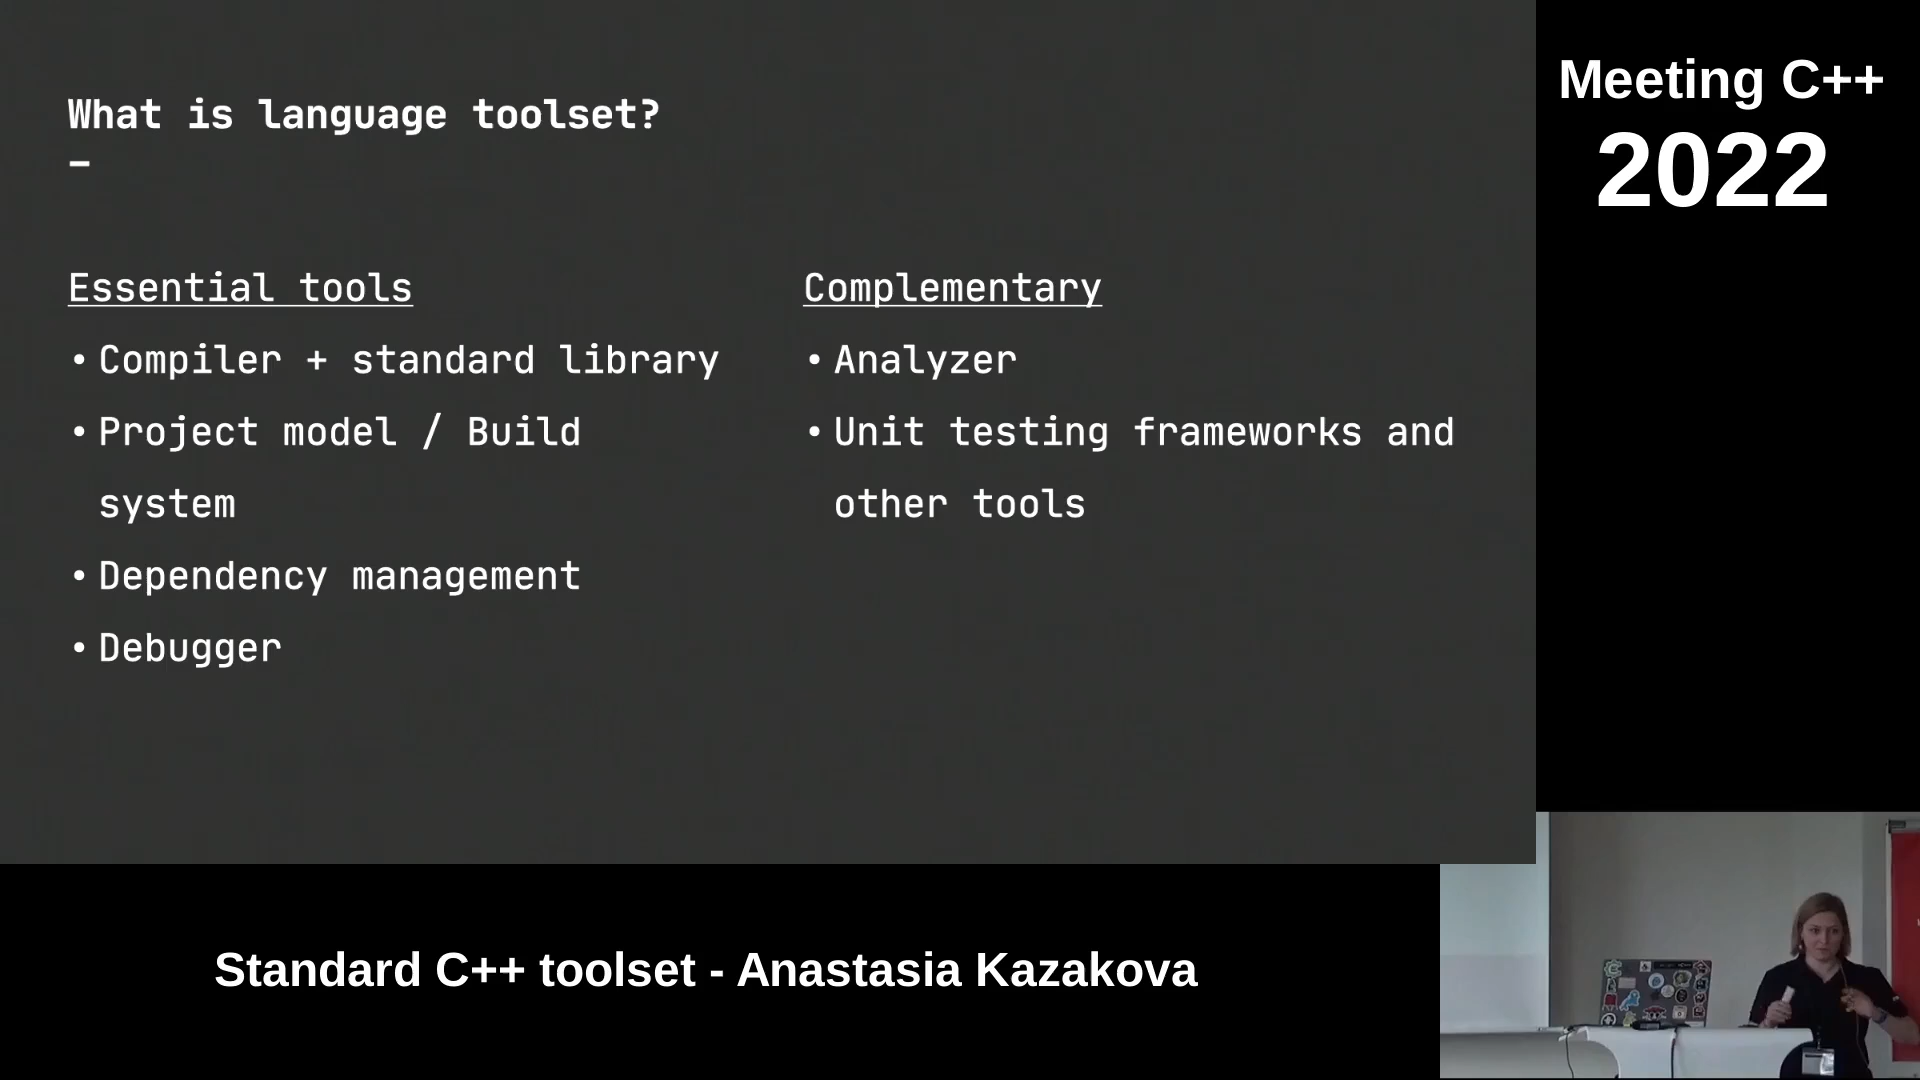 What is language toolset?
–
Essential tools
• Compiler + standard library
• Project model / Build
system
• Dependency management
• Debugger
Complementary
• Analyzer
• Unit testing frameworks and
other tools
Meeting C++
2022
Standard C++ toolset - Anastasia Kazakova